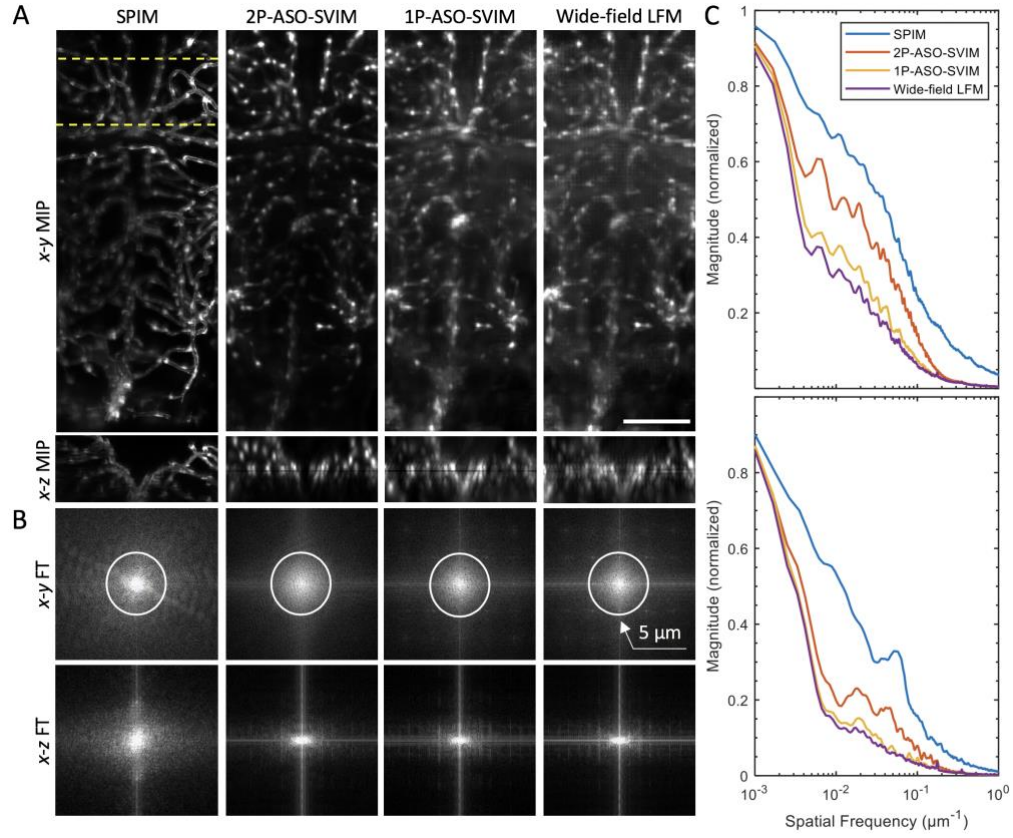 A
SPIM
2P-ASO-SVIM
1P-ASO-SVIM
Wide-field LFM
x-y MIP
x-z MIP
B
x-y FT
5 µm
x-z FT
C
SPIM
2P-ASO-SVIM
1P-ASO-SVIM
Wide-field LFM
Magnitude (normalized)
1
0.8
0.6
0.4
0.2
Magnitude (normalized)
1
0.8
0.6
0.4
0.2
0
10⁻³
10⁻²
10⁻¹
10⁰
Spatial Frequency (µm⁻¹)